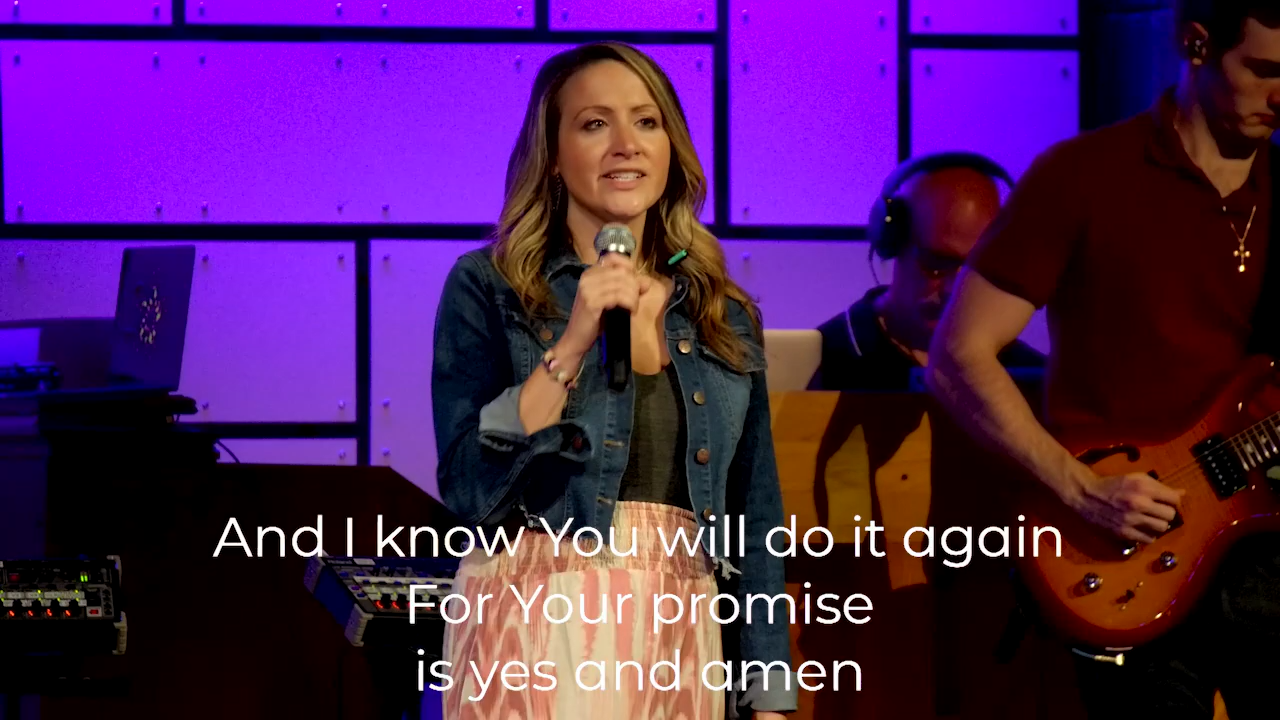 And I know You will do it again
For Your promise
is yes and amen